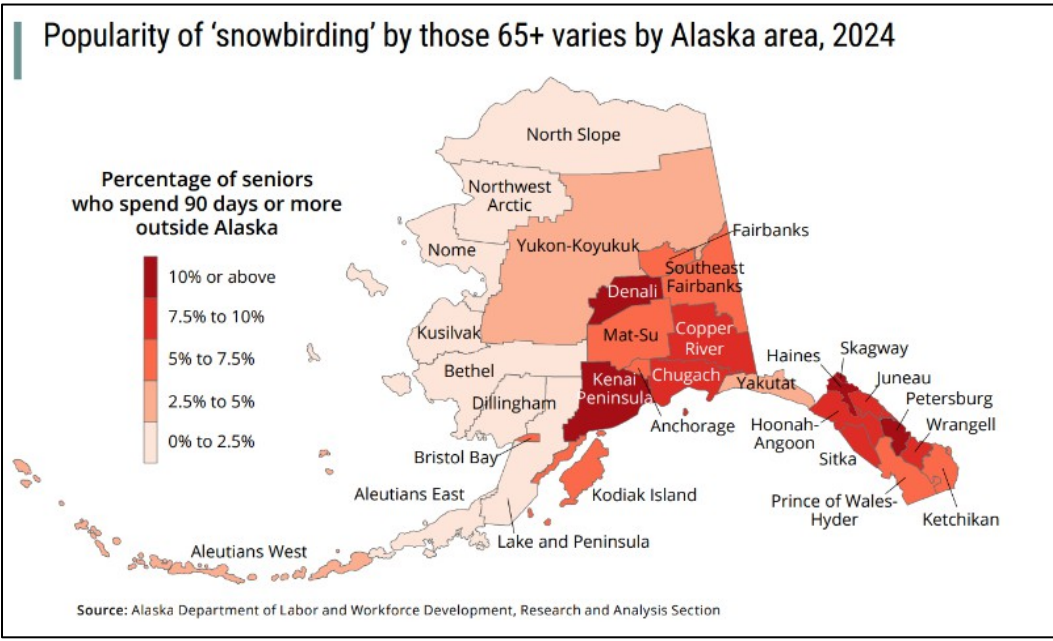 Popularity of 'snowbirding' by those 65+ varies by Alaska area, 2024
Percentage of seniors
who spend 90 days or more
outside Alaska
10% or above
7.5% to 10%
5% to 7.5%
2.5% to 5%
0% to 2.5%
North Slope
Northwest
Arctic
Nome
Yukon-Koyukuk
Fairbanks
Southeast
Fairbanks
Denali
Kusilvak
Mat-Su
Copper
River
Bethel
Kenai
Peninsula
Chugach
Yakutat
Haines
Skagway
Juneau
Petersburg
Wrangell
Dillingham
Anchorage
Hoonah-
Angoon
Sitka
Bristol Bay
Kodiak Island
Prince of Wales-
Hyder
Ketchikan
Aleutians East
Lake and Peninsula
Aleutians West
Source: Alaska Department of Labor and Workforce Development, Research and Analysis Section